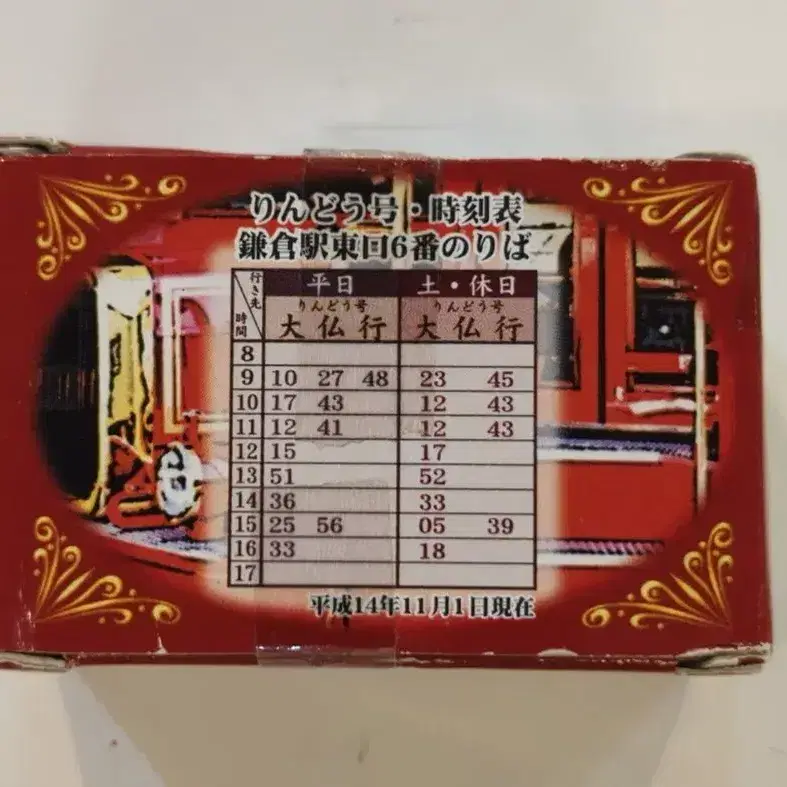 りんどう号・時刻表
鎌倉駅東口6番のりば
行き先 平日 土・休日
時間 りんどう号 りんどう号
大仏行 大仏行
8
9 10 27 48 23 45
10 17 43 12 43
11 12 41 12 43
12 15 17
13 51 52
14 36 33
15 25 56 05 39
16 33 18
17
平成14年11月1日現在